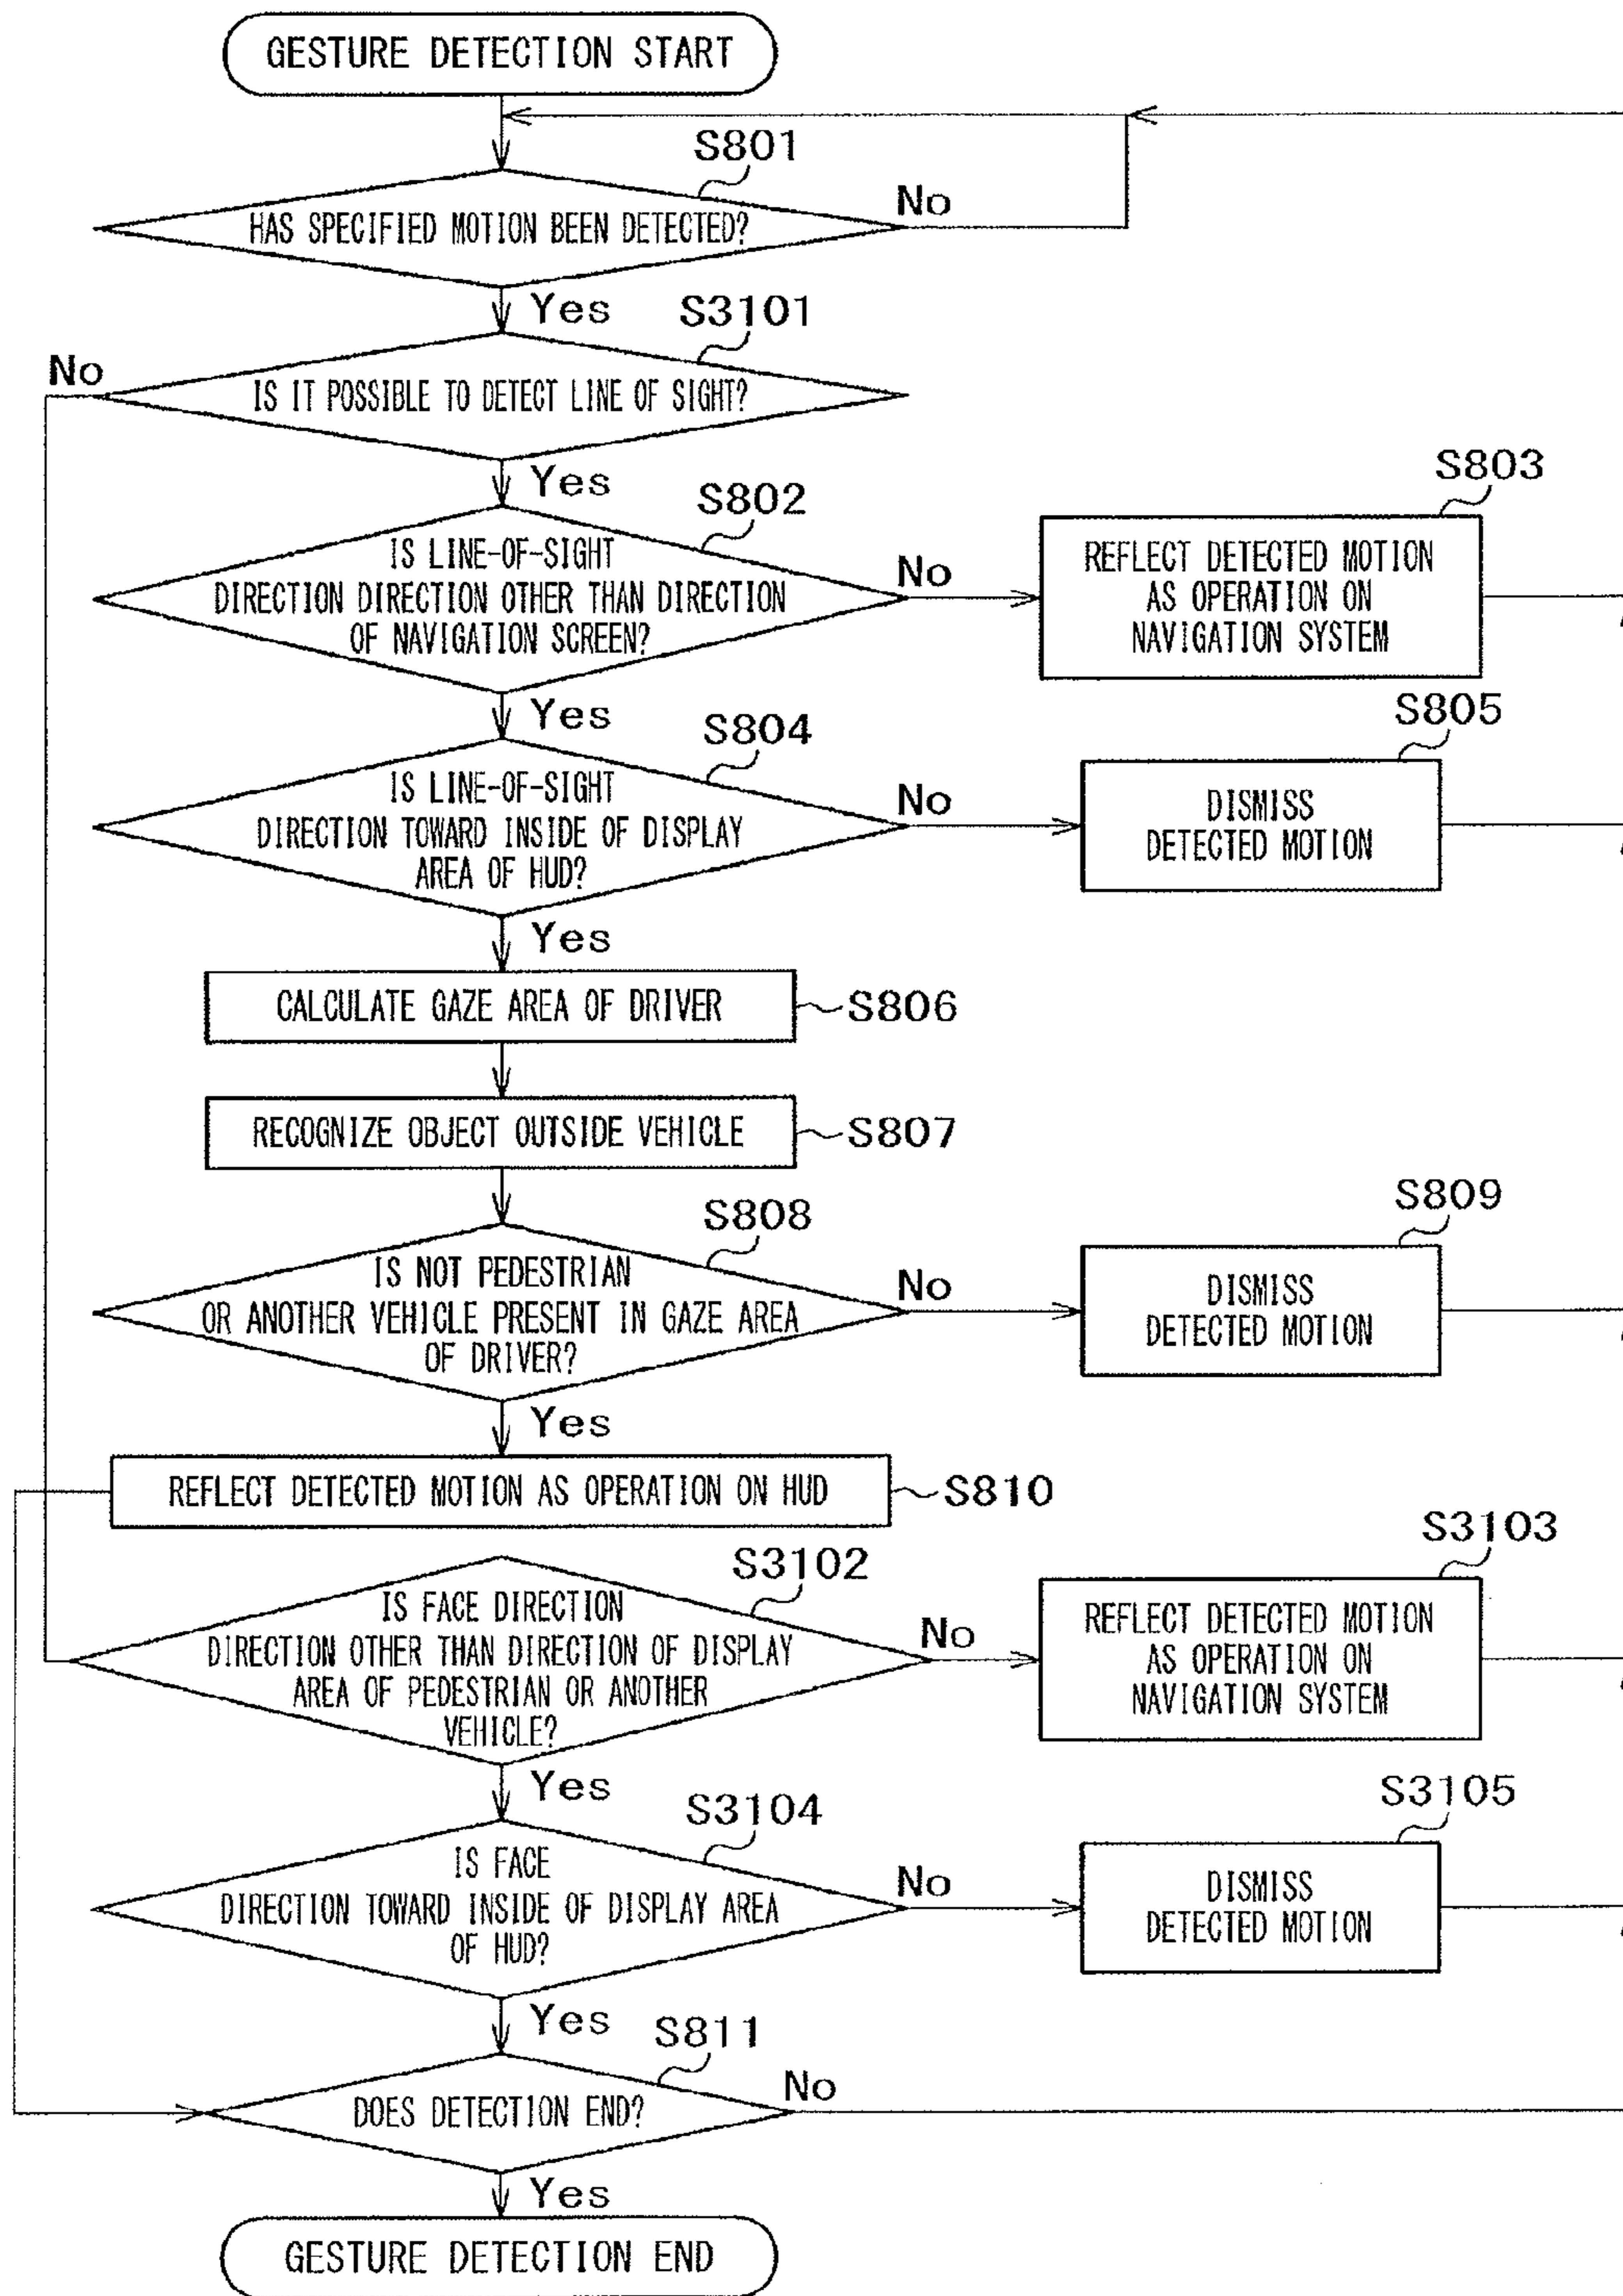 GESTURE DETECTION START
S801
HAS SPECIFIED MOTION BEEN DETECTED?
No
Yes
S3101
No
IS IT POSSIBLE TO DETECT LINE OF SIGHT?
Yes
S802
IS LINE-OF-SIGHT
DIRECTION DIRECTION OTHER THAN DIRECTION
OF NAVIGATION SCREEN?
No
S803
REFLECT DETECTED MOTION
AS OPERATION ON
NAVIGATION SYSTEM
Yes
S804
IS LINE-OF-SIGHT
DIRECTION TOWARD INSIDE OF DISPLAY
AREA OF HUD?
No
S805
DISMISS
DETECTED MOTION
Yes
CALCULATE GAZE AREA OF DRIVER
S806
RECOGNIZE OBJECT OUTSIDE VEHICLE
S807
S808
IS NOT PEDESTRIAN
OR ANOTHER VEHICLE PRESENT IN GAZE AREA
OF DRIVER?
No
S809
DISMISS
DETECTED MOTION
Yes
REFLECT DETECTED MOTION AS OPERATION ON HUD
S810
S3102
IS FACE DIRECTION
DIRECTION OTHER THAN DIRECTION OF DISPLAY
AREA OF PEDESTRIAN OR ANOTHER
VEHICLE?
No
S3103
REFLECT DETECTED MOTION
AS OPERATION ON
NAVIGATION SYSTEM
Yes
S3104
IS FACE
DIRECTION TOWARD INSIDE OF DISPLAY AREA
OF HUD?
No
S3105
DISMISS
DETECTED MOTION
Yes
S811
DOES DETECTION END?
No
Yes
GESTURE DETECTION END